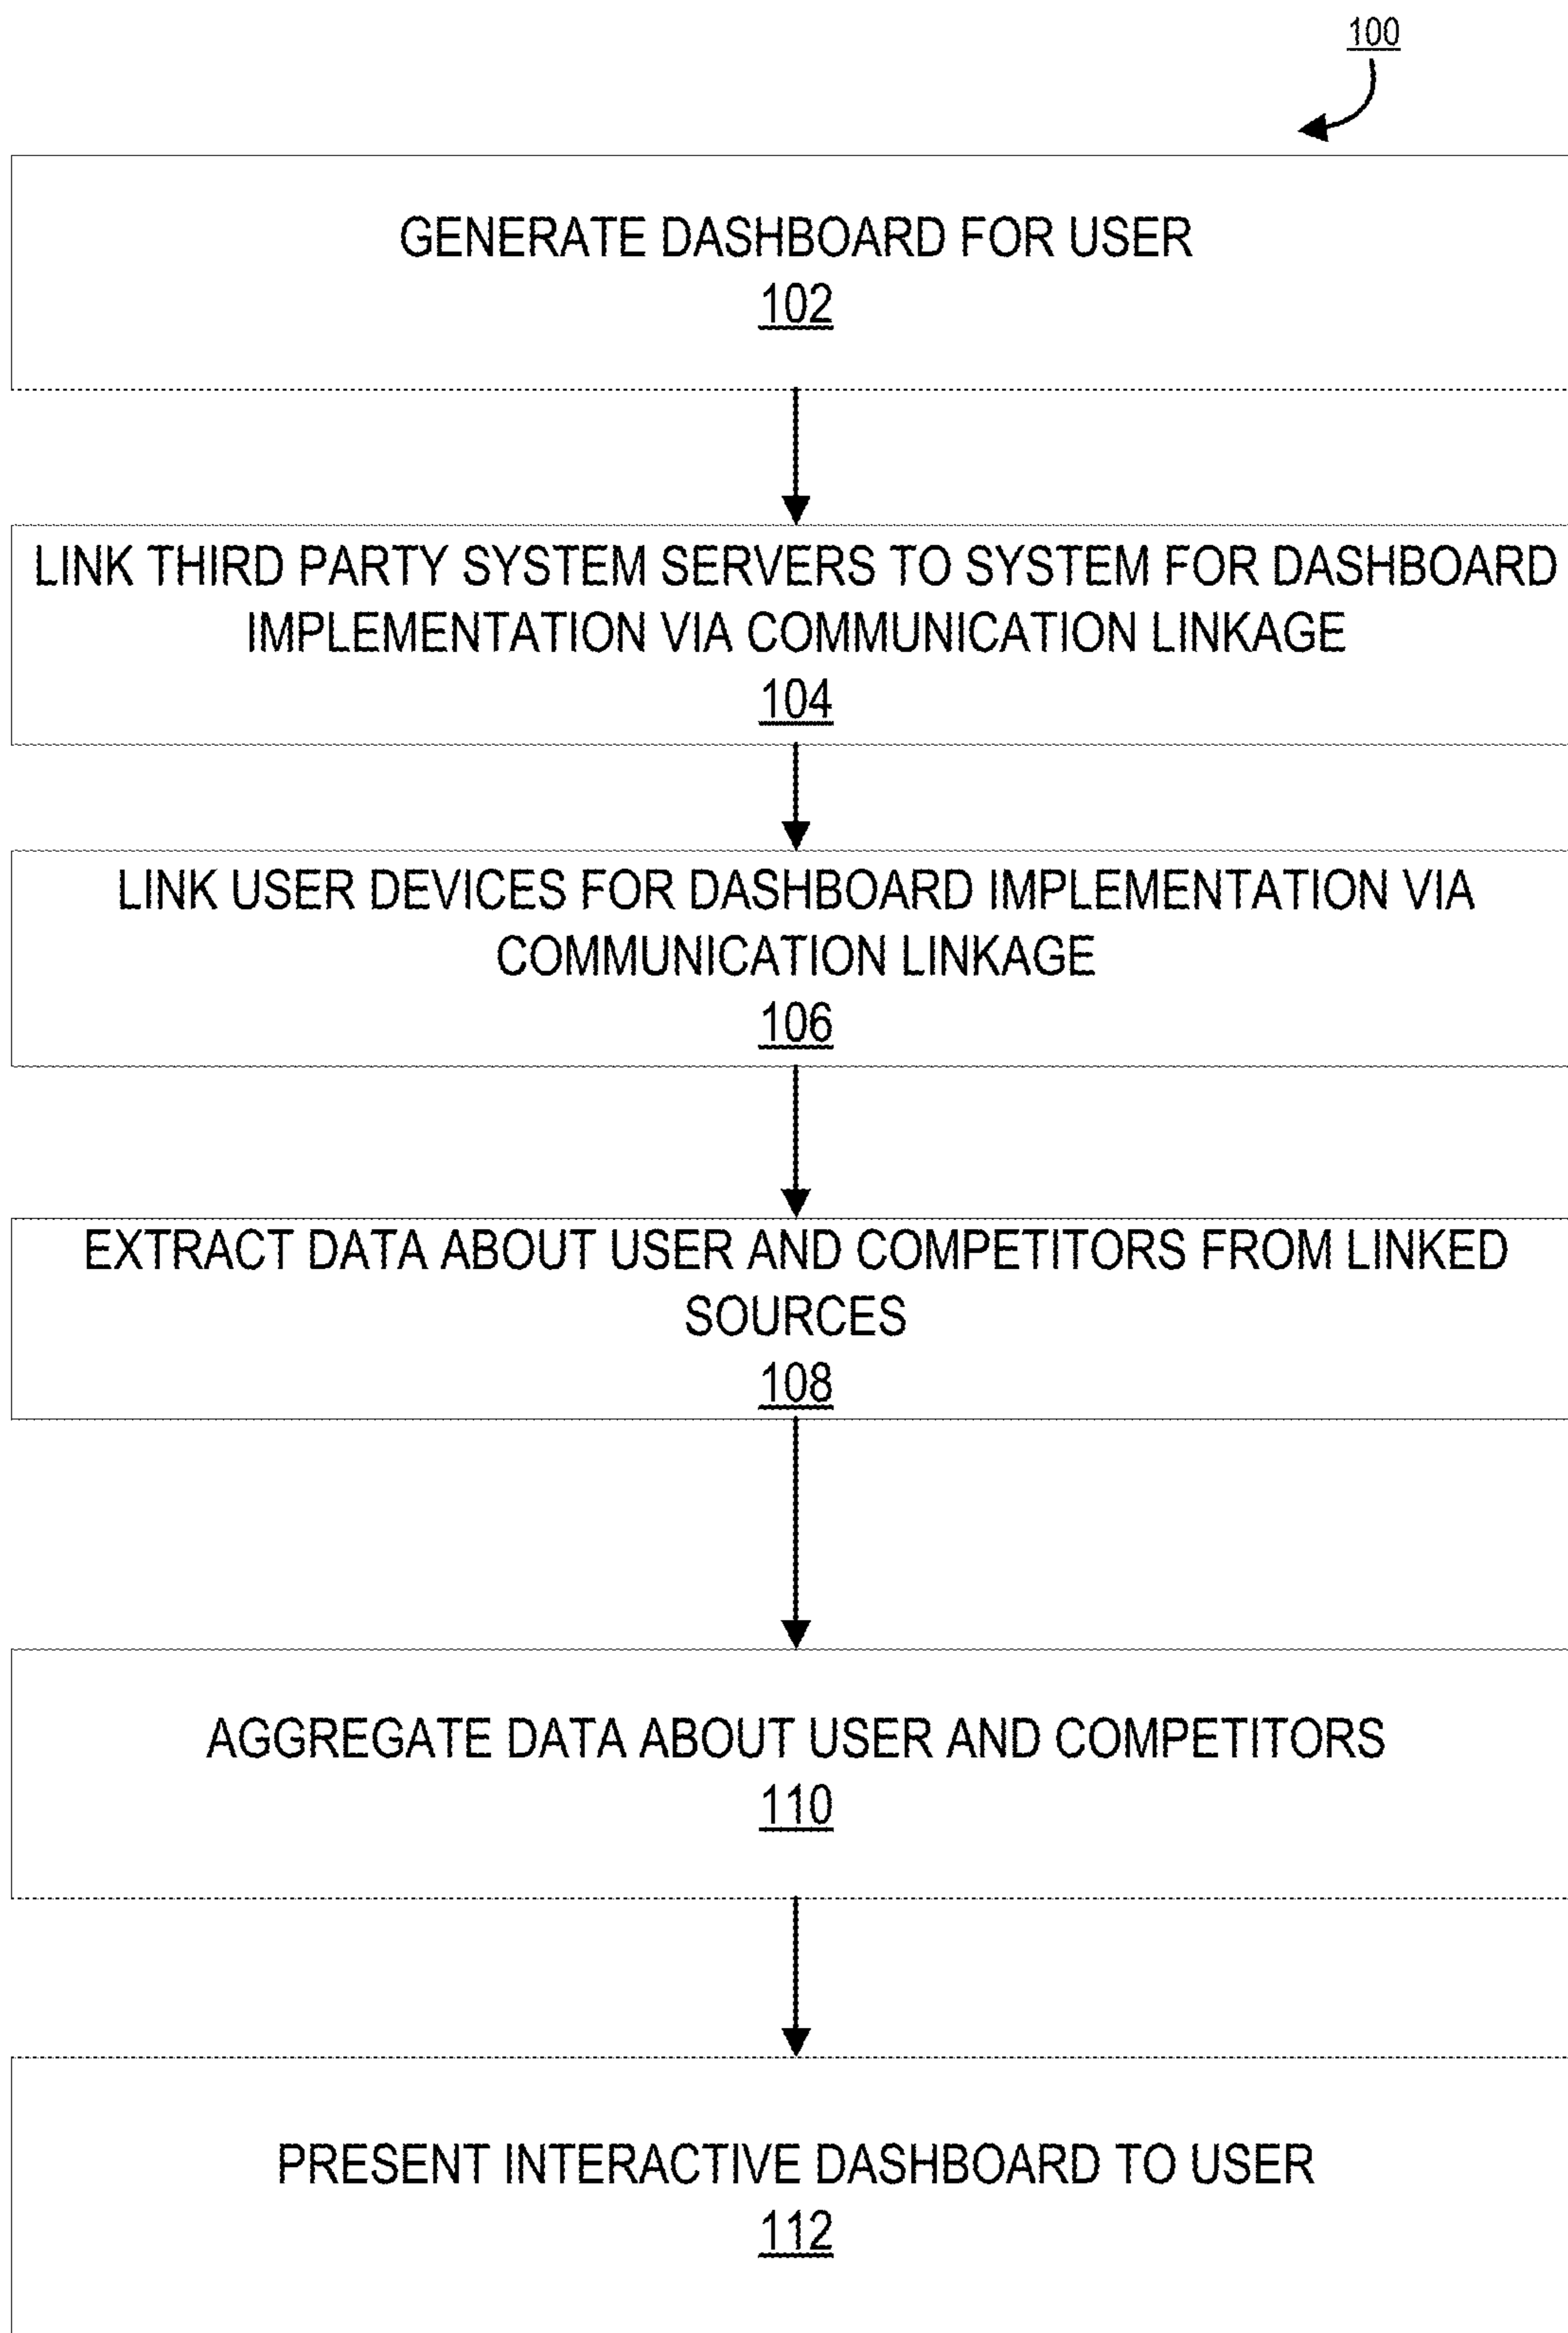 100
GENERATE DASHBOARD FOR USER
102
LINK THIRD PARTY SYSTEM SERVERS TO SYSTEM FOR DASHBOARD
IMPLEMENTATION VIA COMMUNICATION LINKAGE
104
LINK USER DEVICES FOR DASHBOARD IMPLEMENTATION VIA
COMMUNICATION LINKAGE
106
EXTRACT DATA ABOUT USER AND COMPETITORS FROM LINKED
SOURCES
108
AGGREGATE DATA ABOUT USER AND COMPETITORS
110
PRESENT INTERACTIVE DASHBOARD TO USER
112